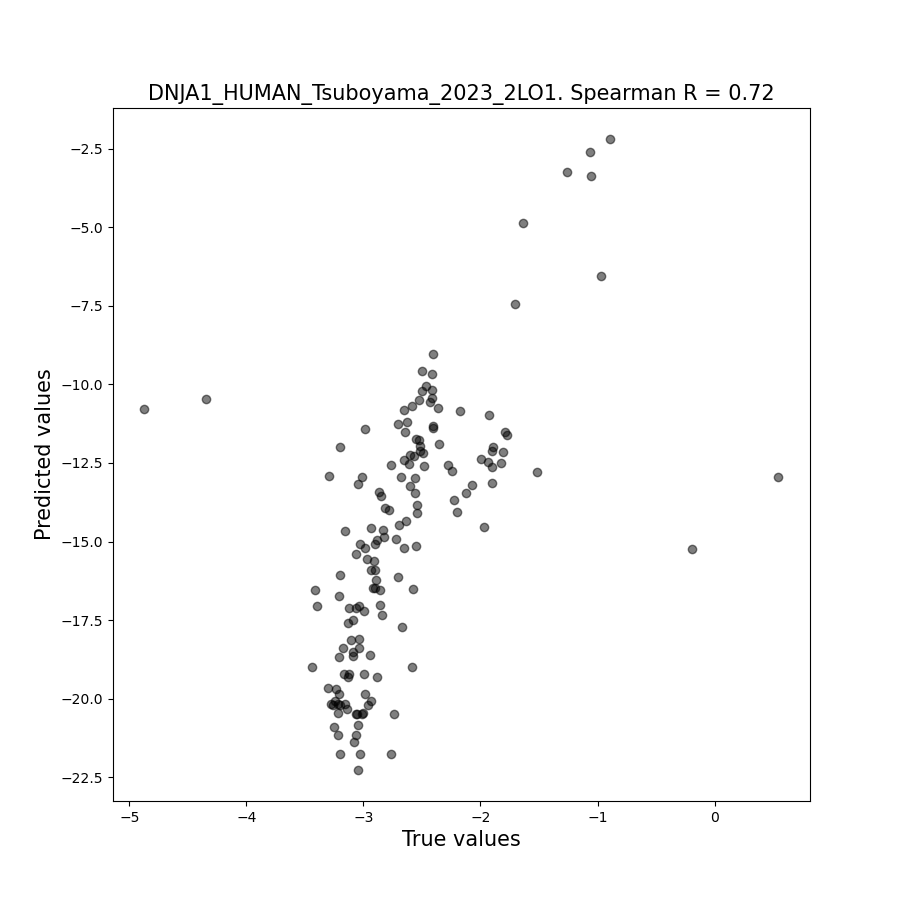 DNJA1_HUMAN_Tsuboyama_2023_2LO1. Spearman R = 0.72
−2.5
−5.0
−7.5
−10.0
−12.5
−15.0
−17.5
−20.0
−22.5
Predicted values
−5 −4 −3 −2 −1 0
True values